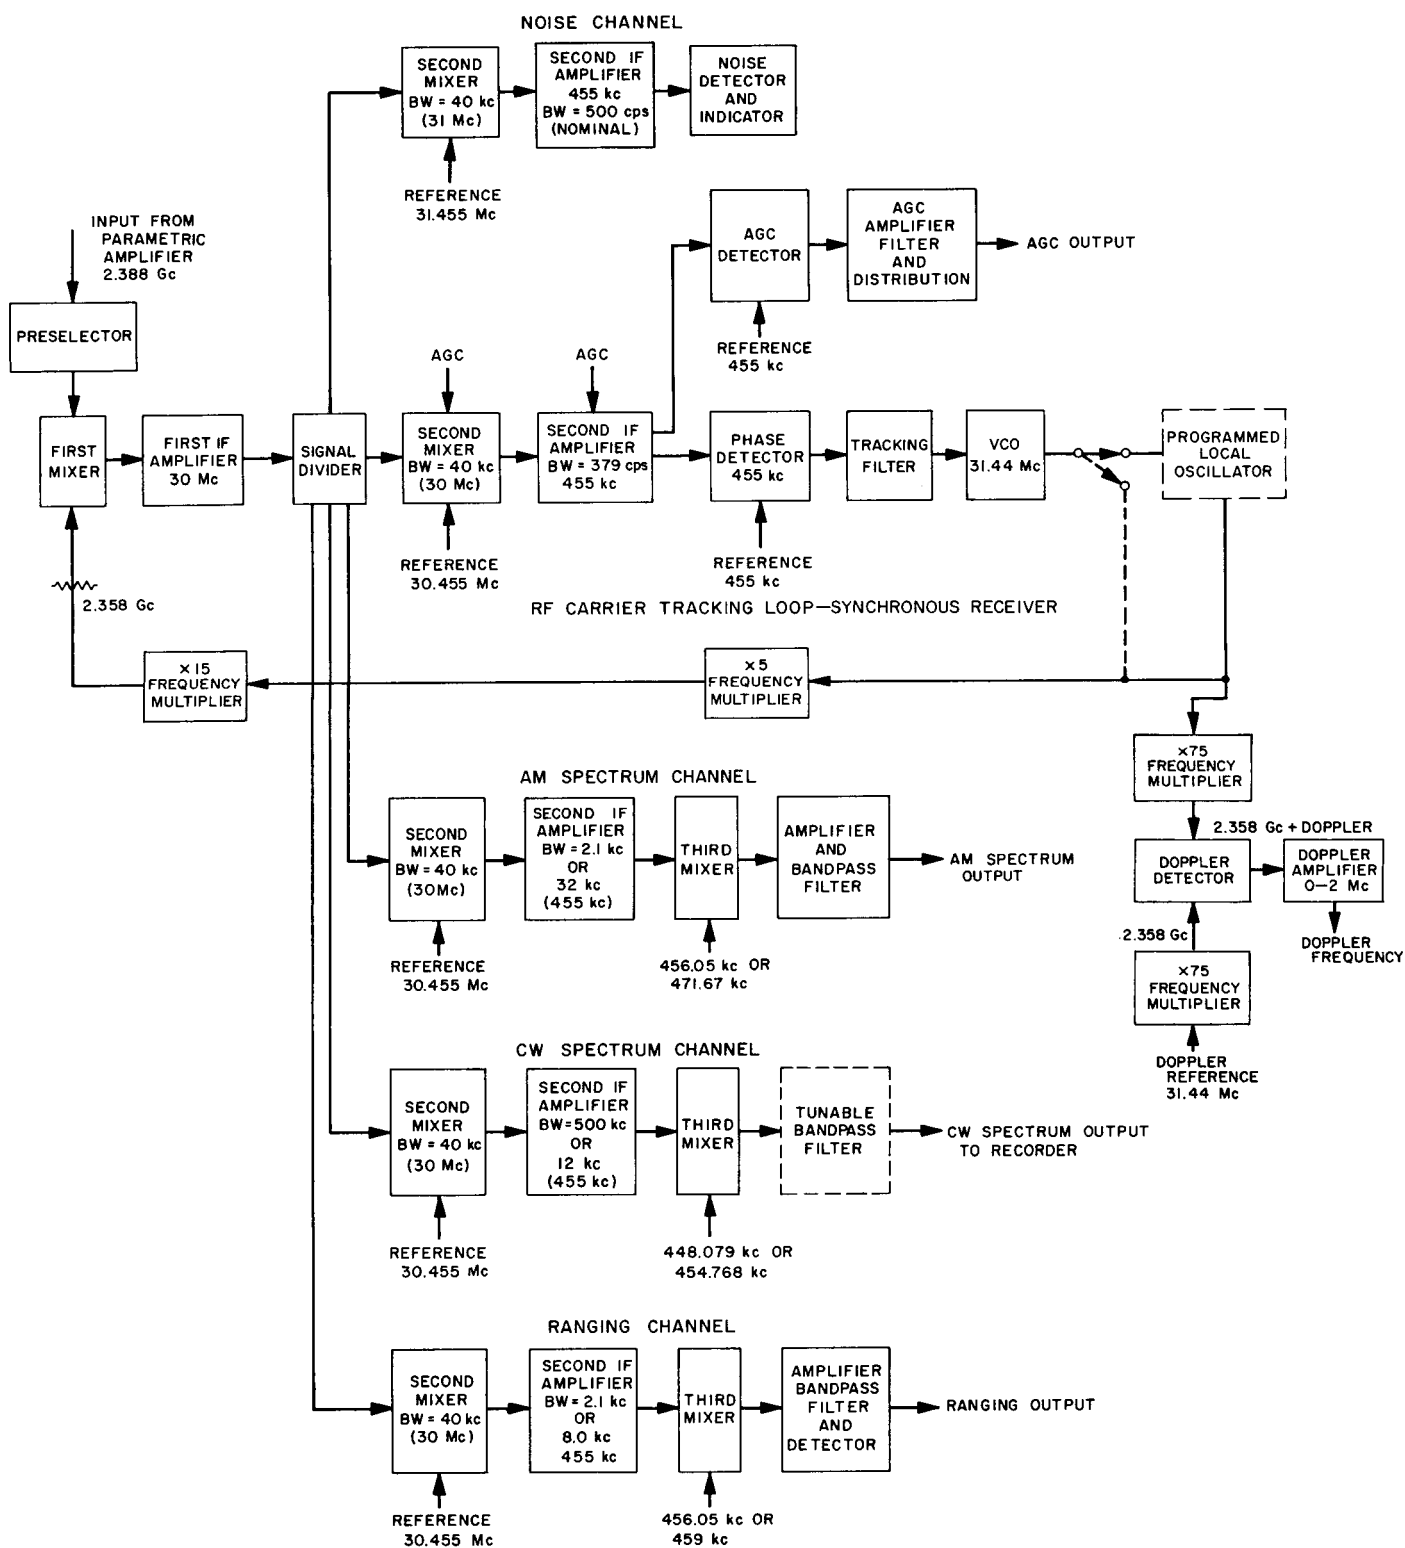 NOISE CHANNEL
SECOND
MIXER
BW = 40 kc
(31 Mc)
SECOND IF
AMPLIFIER
455 kc
BW = 500 cps
(NOMINAL)
NOISE
DETECTOR
AND
INDICATOR
REFERENCE
31.455 Mc
INPUT FROM
PARAMETRIC
AMPLIFIER
2.388 Gc
PRESELECTOR
AGC
DETECTOR
AGC
AMPLIFIER
FILTER
AND
DISTRIBUTION
AGC OUTPUT
REFERENCE
455 kc
AGC
AGC
FIRST
MIXER
FIRST IF
AMPLIFIER
30 Mc
SIGNAL
DIVIDER
SECOND
MIXER
BW = 40 kc
(30 Mc)
SECOND IF
AMPLIFIER
BW = 379 cps
455 kc
PHASE
DETECTOR
455 kc
TRACKING
FILTER
VCO
31.44 Mc
PROGRAMMED
LOCAL
OSCILLATOR
REFERENCE
30.455 Mc
REFERENCE
455 kc
2.358 Gc
RF CARRIER TRACKING LOOP—SYNCHRONOUS RECEIVER
×15
FREQUENCY
MULTIPLIER
×5
FREQUENCY
MULTIPLIER
×75
FREQUENCY
MULTIPLIER
2.358 Gc + DOPPLER
DOPPLER
DETECTOR
DOPPLER
AMPLIFIER
0—2 Mc
DOPPLER
FREQUENCY
.2.358 Gc
×75
FREQUENCY
MULTIPLIER
DOPPLER
REFERENCE
31.44 Mc
AM SPECTRUM CHANNEL
SECOND
MIXER
BW = 40 kc
(30Mc)
SECOND IF
AMPLIFIER
BW = 2.1 kc
OR
32 kc
(455 kc)
THIRD
MIXER
AMPLIFIER
AND
BANDPASS
FILTER
AM SPECTRUM
OUTPUT
REFERENCE
30.455 Mc
456.05 kc OR
471.67 kc
CW SPECTRUM CHANNEL
SECOND
MIXER
BW = 40 kc
(30 Mc)
SECOND IF
AMPLIFIER
BW=500 kc
OR
12 kc
(455 kc)
THIRD
MIXER
TUNABLE
BANDPASS
FILTER
CW SPECTRUM OUTPUT
TO RECORDER
REFERENCE
30.455 Mc
448.079 kc OR
454.768 kc
RANGING CHANNEL
SECOND
MIXER
BW = 40 kc
(30 Mc)
SECOND IF
AMPLIFIER
BW = 2.1 kc
OR
8.0 kc
455 kc
THIRD
MIXER
AMPLIFIER
BANDPASS
FILTER
AND
DETECTOR
RANGING OUTPUT
REFERENCE
30.455 Mc
456.05 kc OR
459 kc